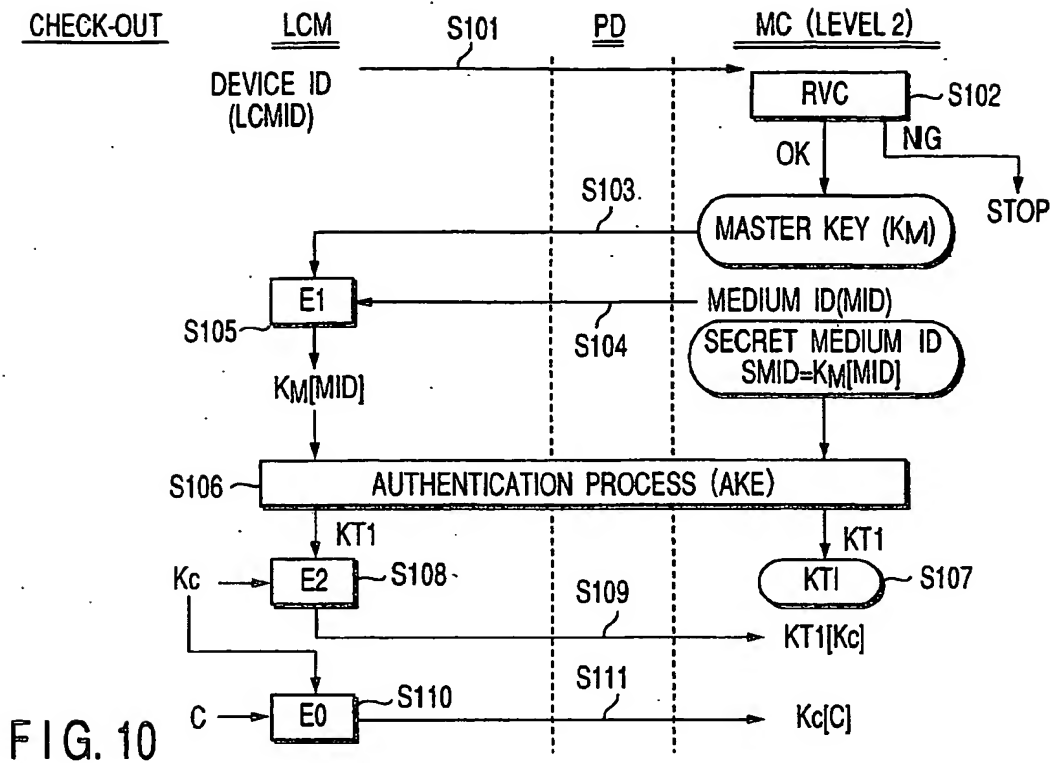 CHECK-OUT LCM S101 PD MC (LEVEL 2)
DEVICE ID
(LCMID)
RVC S102
OK NG
S103
STOP
MASTER KEY (KM)
E1 MEDIUM ID(MID)
S105 S104
SECRET MEDIUM ID
SMID=KM[MID]
KM[MID]
S106 AUTHENTICATION PROCESS (AKE)
KT1 KT1
Kc E2 S108 KTI S107
S109
KT1[Kc]
S110 S111
C E0 Kc[C]
FIG. 10